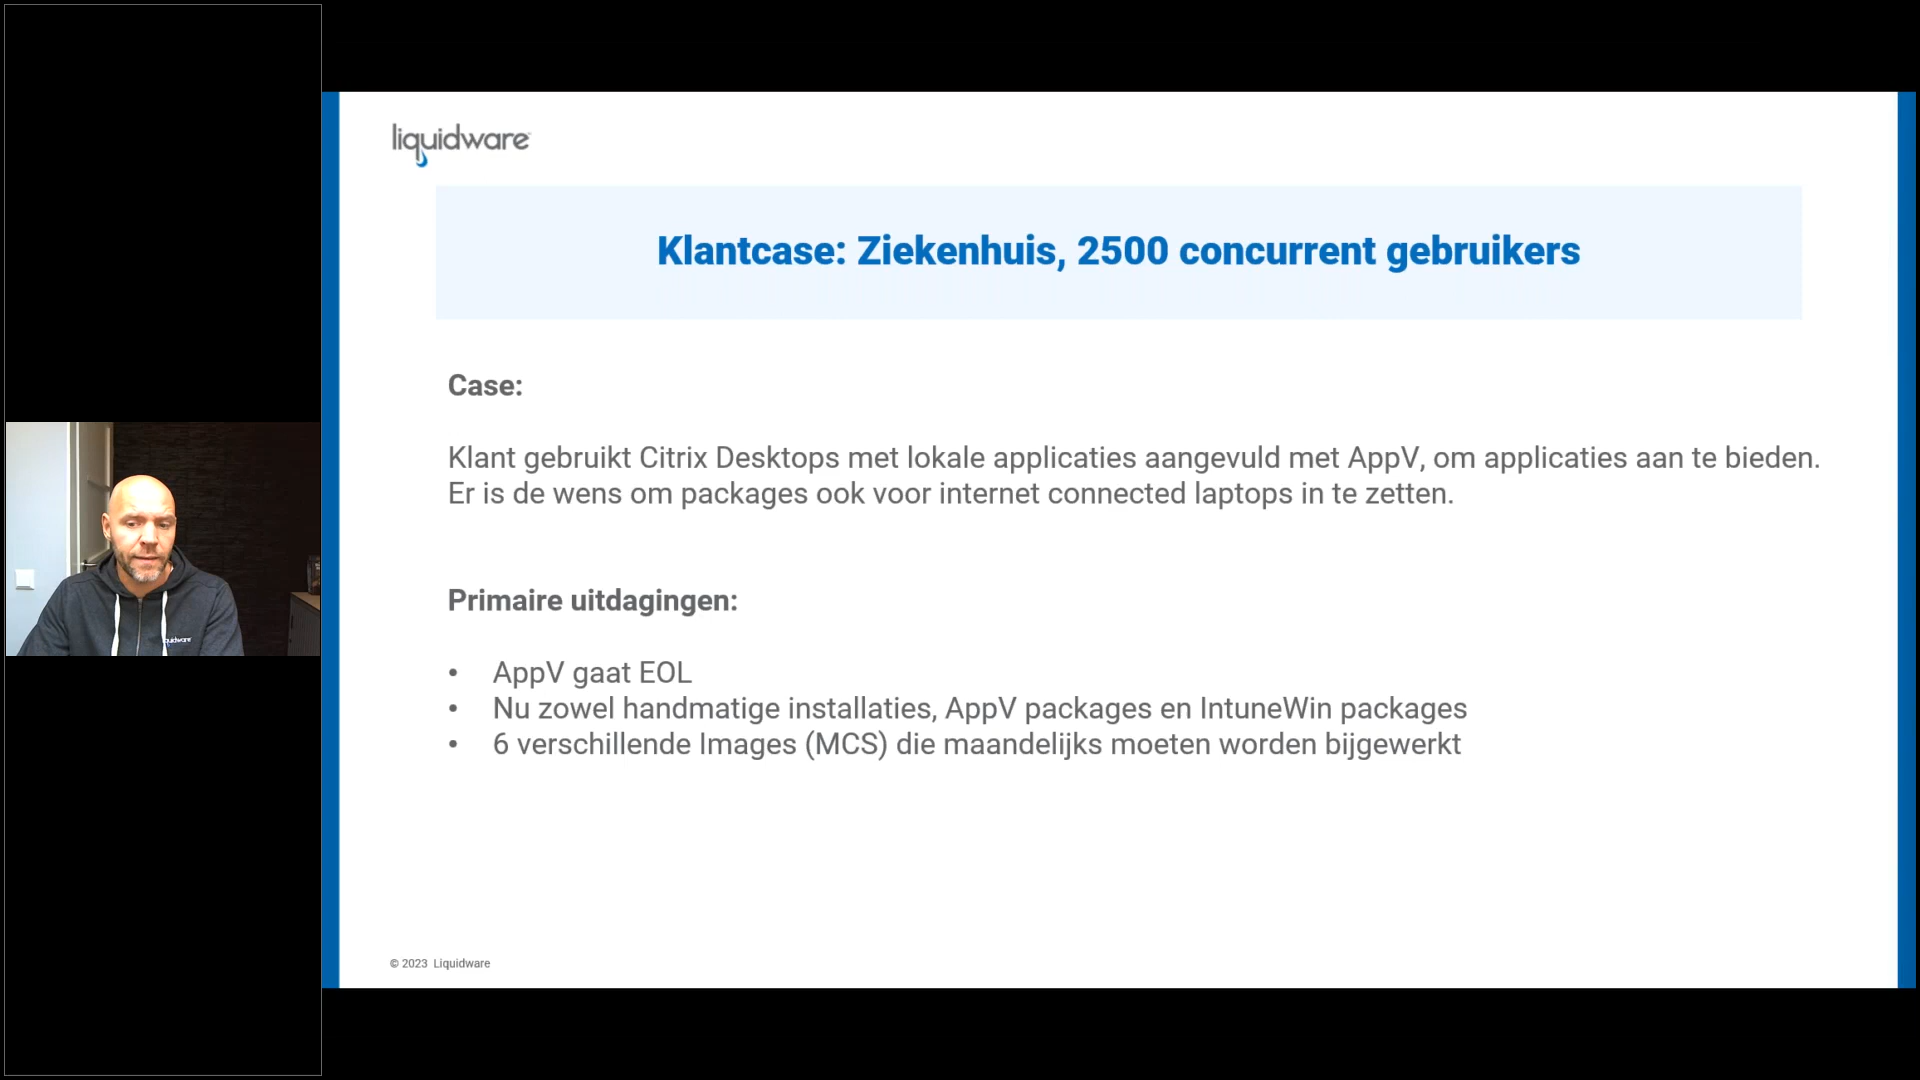 liquidware
Klantcase: Ziekenhuis, 2500 concurrent gebruikers
Case:
Klant gebruikt Citrix Desktops met lokale applicaties aangevuld met AppV, om applicaties aan te bieden.
Er is de wens om packages ook voor internet connected laptops in te zetten.
Primaire uitdagingen:
• AppV gaat EOL
• Nu zowel handmatige installaties, AppV packages en IntuneWin packages
• 6 verschillende Images (MCS) die maandelijks moeten worden bijgewerkt
© 2023 Liquidware